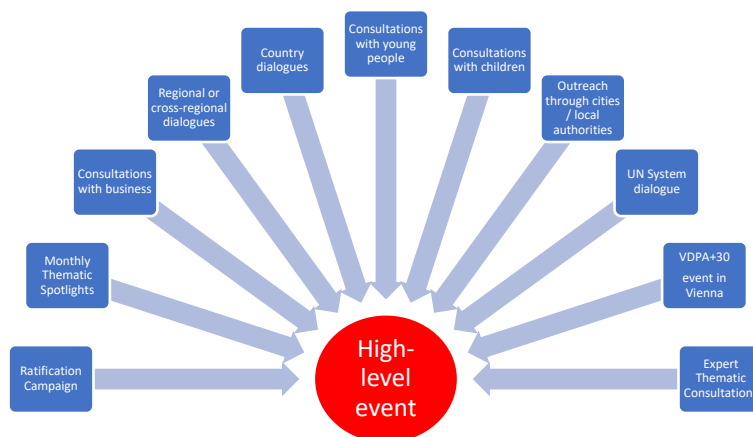 Ratification
Campaign
Monthly
Thematic
Spotlights
Consultations
with business
Regional or
cross-regional
dialogues
Country
dialogues
Consultations
with young
people
Consultations
with children
Outreach
through cities
/ local
authorities
UN System
dialogue
VDPA+30
event in
Vienna
Expert
Thematic
Consultation
High-
level
event